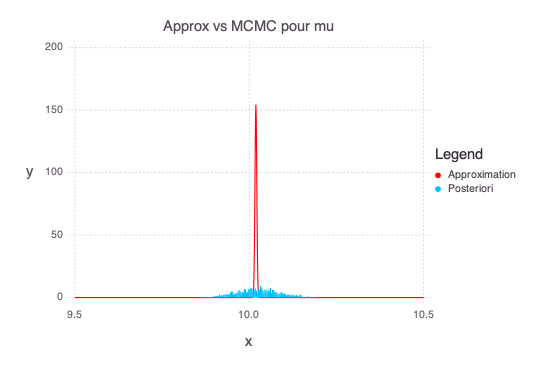 Approx vs MCMC pour mu
200
150
y
100
50
0
9.5
10.0
10.5
x
Legend
Approximation
Posteriori